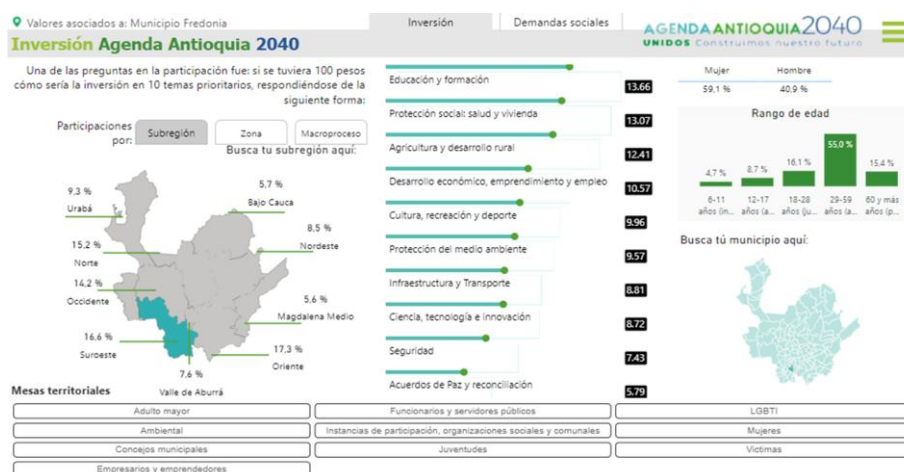 Valores asociados a: Municipio Fredonia
Inversión
Demandas sociales
AGENDA ANTIOQUIA 2040
UNIDOS Construimos nuestro futuro
Inversión Agenda Antioquia 2040
Una de las preguntas en la participación fue: si se tuviera 100 pesos
cómo sería la inversión en 10 temas prioritarios, respondiéndose de la
siguiente forma:
Participaciones
por:
Subregión
Zona
Macroproceso
Busca tu subregión aquí:
9,3 %
Urabá
5,7 %
Bajo Cauca
8,5 %
Nordeste
15,2 %
Norte
14,2 %
Occidente
5,6 %
Magdalena Medio
16,6 %
Suroeste
17,3 %
Oriente
7,6 %
Valle de Aburrá
Educación y formación
13.66
Protección social: salud y vivienda
13.07
Agricultura y desarrollo rural
12.41
Desarrollo económico, emprendimiento y empleo
10.57
Cultura, recreación y deporte
9.96
Protección del medio ambiente
9.57
Infraestructura y Transporte
8.81
Ciencia, tecnología e innovación
8.72
Seguridad
7.43
Acuerdos de Paz y reconciliación
5.79
Mujer Hombre
59,1 % 40,9 %
Rango de edad
4,7 % 8,7 % 16,1 % 55,0 % 15,4 %
6-11 12-17 18-28 29-59 60 y más
años (in... años (a... años (ju... años (a... años (p...
Busca tú municipio aquí:
Mesas territoriales
Adulto mayor
Funcionarios y servidores públicos
LGBTI
Ambiental
Instancias de participación, organizaciones sociales y comunales
Mujeres
Concejos municipales
Juventudes
Victimas
Empresarios y emprendedores